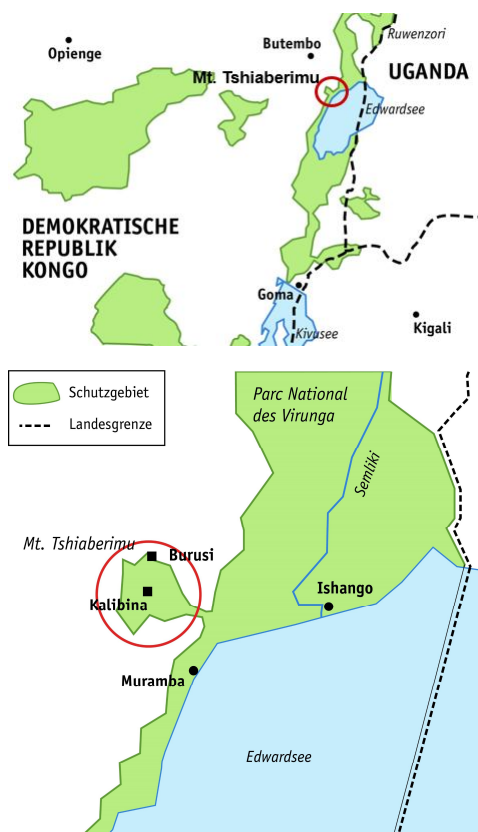 Ruwenzori
Opienge
Butembo
UGANDA
Mt. Tshiaberimu
Edwardsee
DEMOKRATISCHE
REPUBLIK
KONGO
Goma
Kivusee
Kigali
Schutzgebiet
Landesgrenze
Parc National
des Virunga
Semliki
Mt. Tshiaberimu
Burusi
Kalibina
Ishango
Muramba
Edwardsee